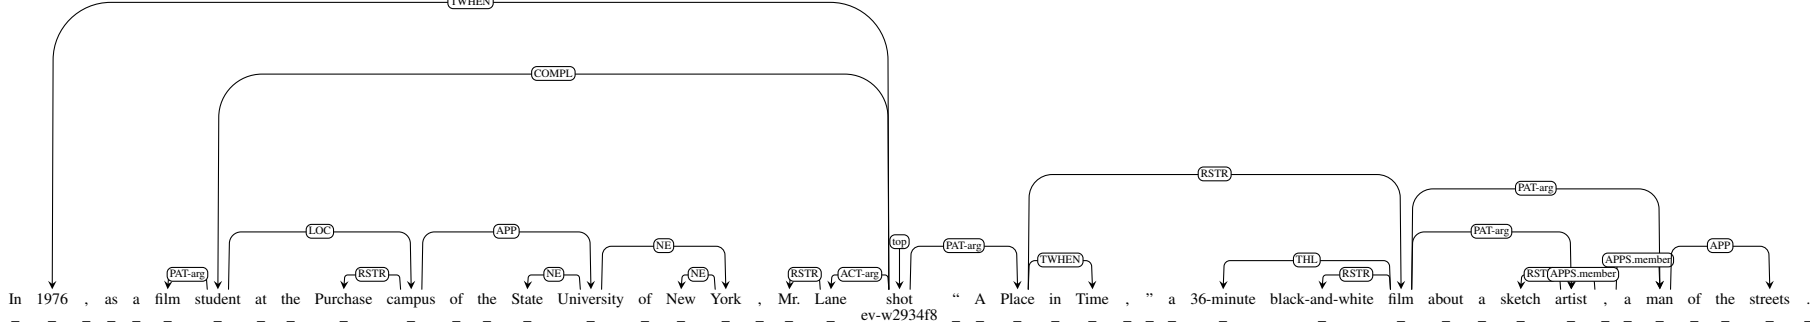 TWHEN
COMPL
RSTR
PAT-arg
LOC APP PAT-arg
top
NE PAT-arg APP
TWHEN THL APPS.member
PAT-arg RSTR NE NE RSTR ACT-arg RSTR RST APPS.member
In 1976 , as a film student at the Purchase campus of the State University of New York , Mr. Lane shot “ A Place in Time , ” a 36-minute black-and-white film about a sketch artist , a man of the streets .
_ _ _ _ _ _ _ _ _ _ _ _ _ _ _ _ _ _ _ _ _ ev-w2934f8 _ _ _ _ _ _ _ _ _ _ _ _ _ _ _ _ _ _ _ _ _ _